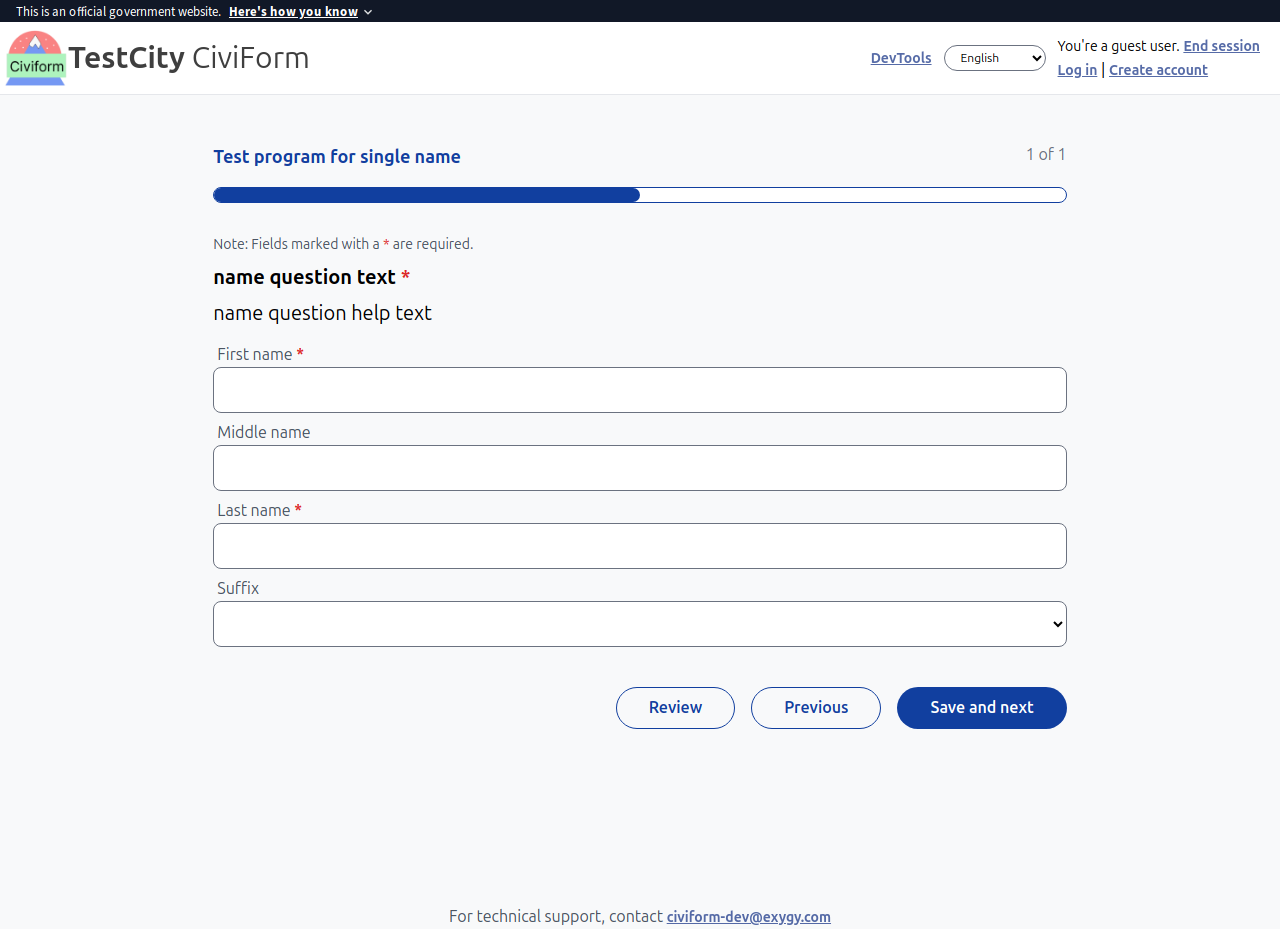 This is an official government website. Here's how you know
Civiform
TestCity CiviForm
DevTools
English
You're a guest user. End session
Log in | Create account
Test program for single name
1 of 1
Note: Fields marked with a * are required.
name question text *
name question help text
First name *
Middle name
Last name *
Suffix
Review
Previous
Save and next
For technical support, contact civiform-dev@exygy.com